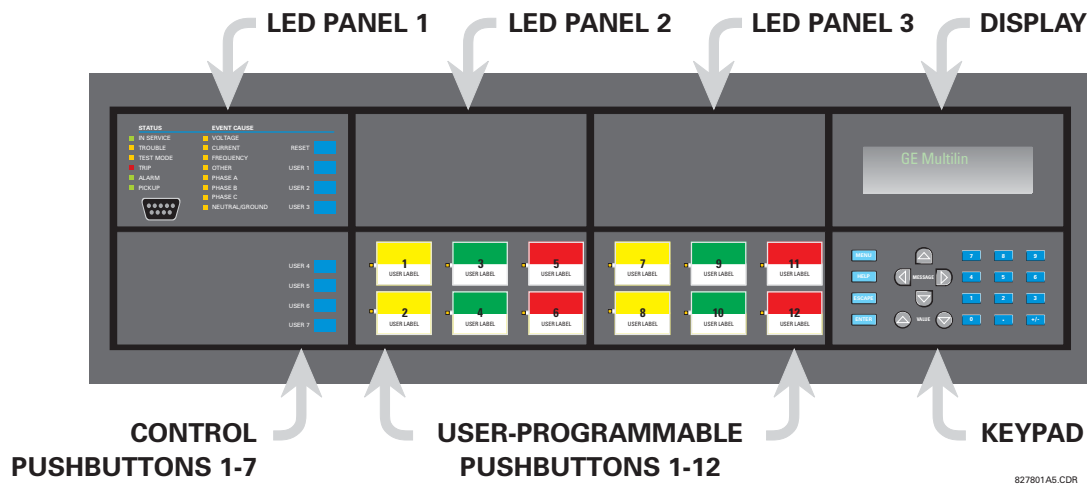 LED PANEL 1
LED PANEL 2
LED PANEL 3
DISPLAY
STATUS
IN SERVICE
TROUBLE
TEST MODE
TRIP
ALARM
PICKUP
EVENT CAUSE
VOLTAGE
CURRENT
FREQUENCY
OTHER
PHASE A
PHASE B
PHASE C
NEUTRAL/GROUND
RESET
USER 1
USER 2
USER 3
GE Multilin
USER 4
USER 5
USER 6
USER 7
1
USER LABEL
3
USER LABEL
5
USER LABEL
2
USER LABEL
4
USER LABEL
6
USER LABEL
7
USER LABEL
9
USER LABEL
11
USER LABEL
8
USER LABEL
10
USER LABEL
12
USER LABEL
MENU
HELP
ESCAPE
ENTER
MESSAGE
VALUE
7 8 9
4 5 6
1 2 3
0 . +/-
CONTROL
PUSHBUTTONS 1-7
USER-PROGRAMMABLE
PUSHBUTTONS 1-12
KEYPAD
827801A5.CDR